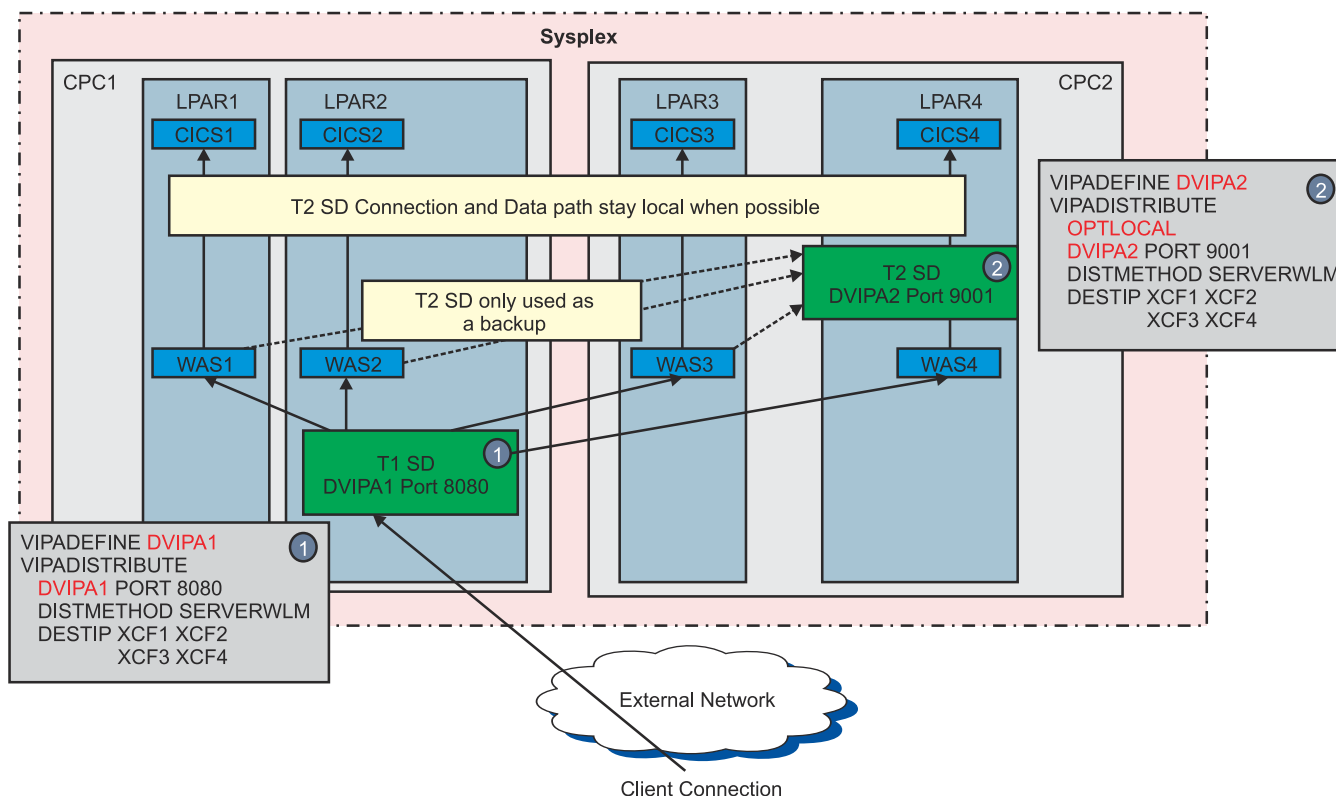 Sysplex
CPC1
CPC2
LPAR1
LPAR2
LPAR3
LPAR4
CICS1
CICS2
CICS3
CICS4
T2 SD Connection and Data path stay local when possible
VIPADEFINE DVIPA2
2
VIPADISTRIBUTE
OPTLOCAL
DVIPA2 PORT 9001
DISTMETHOD SERVERWLM
DESTIP XCF1 XCF2
XCF3 XCF4
T2 SD
DVIPA2 Port 9001
2
T2 SD only used as
a backup
WAS1
WAS2
WAS3
WAS4
T1 SD
DVIPA1 Port 8080
1
VIPADEFINE DVIPA1
1
VIPADISTRIBUTE
DVIPA1 PORT 8080
DISTMETHOD SERVERWLM
DESTIP XCF1 XCF2
XCF3 XCF4
External Network
Client Connection